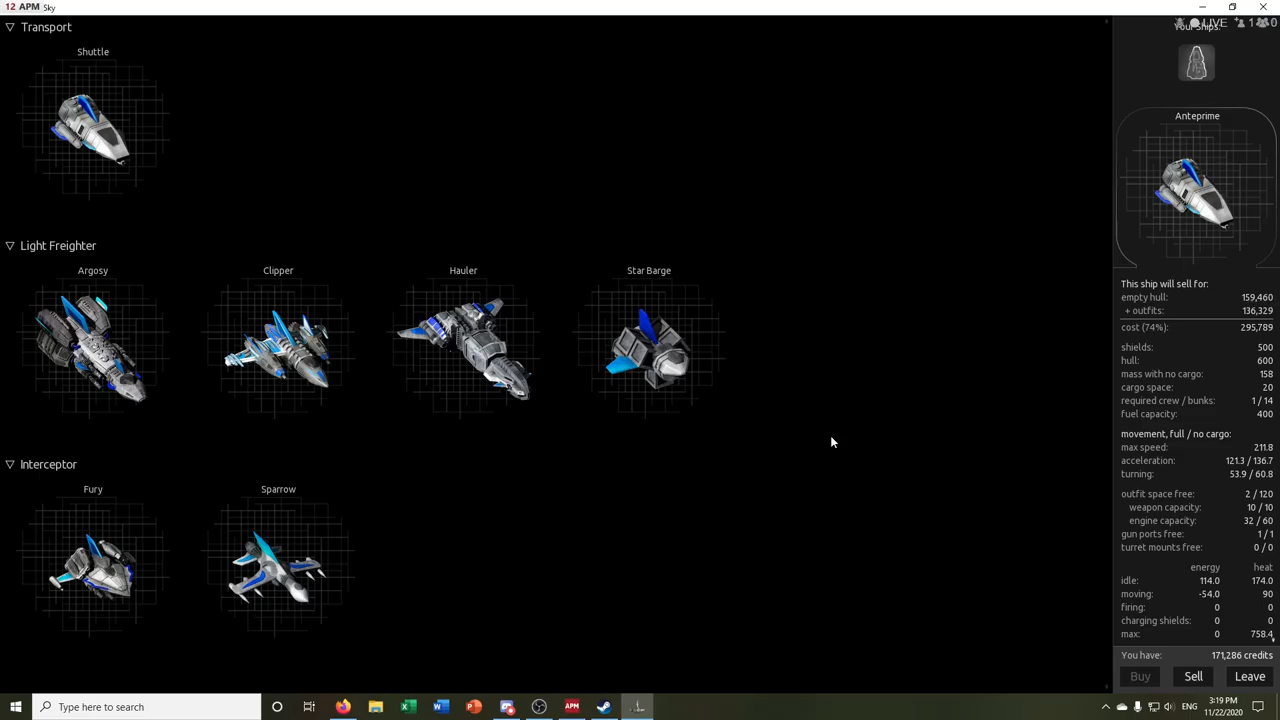 12 APM
Sky
Transport
Shuttle
Light Freighter
Argosy
Clipper
Hauler
Star Barge
Interceptor
Fury
Sparrow
LIVE 1 0
Your Ships:
Anteprime
This ship will sell for:
empty hull: 159,460
+ outfits: 136,329
cost (74%): 295,789
shields: 500
hull: 600
mass with no cargo: 158
cargo space: 20
required crew / bunks: 1 / 14
fuel capacity: 400
movement, full / no cargo:
max speed: 211.8
acceleration: 121.3 / 136.7
turning: 53.9 / 60.8
outfit space free: 2 / 120
weapon capacity: 10 / 10
engine capacity: 32 / 60
gun ports free: 1 / 1
turret mounts free: 0 / 0
energy heat
idle: 114.0 174.0
moving: -54.0 90
firing: 0 0
charging shields: 0 0
max: 0 758.4
You have: 171,286 credits
Buy Sell Leave
Type here to search
APM
ENG
3:19 PM
11/22/2020